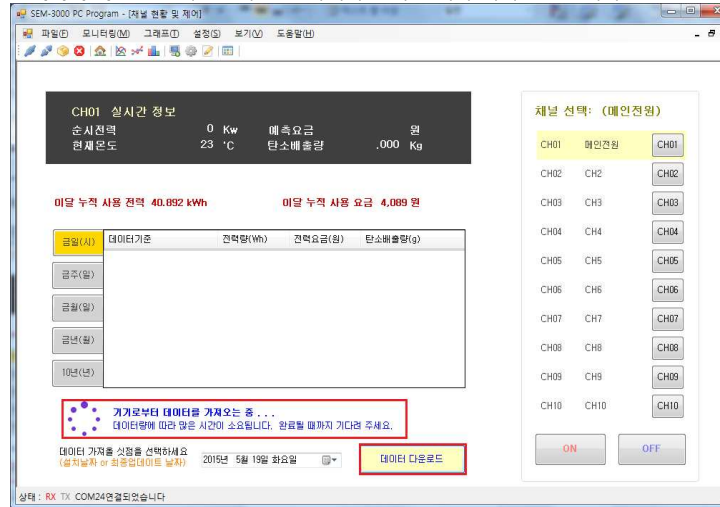 SEM-3000 PC Program - [채널 현황 및 제어]
파일(F) 모니터링(M) 그래프(T) 설정(S) 보기(V) 도움말(H)
CH01 실시간 정보
순시전력 0 Kw 예측요금 원
현재온도 23 °C 탄소배출량 .000 Kg
이달 누적 사용 전력 40.892 kWh 이달 누적 사용 요금 4,089 원
금일(시) 데이터기준 전력량(Wh) 전력요금(원) 탄소배출량(g)
금주(일)
금월(일)
금년(월)
10년(년)
기기로부터 데이터를 가져오는 중 . . .
데이터량에 따라 많은 시간이 소요됩니다. 완료될 때까지 기다려 주세요.
데이터 가져올 싯점을 선택하세요
(설치날짜 or 최종업데이트 날짜)
2015년 5월 19일 화요일
데이터 다운로드
채널 선택: (메인전원)
CH01 메인전원 CH01
CH02 CH2 CH02
CH03 CH3 CH03
CH04 CH4 CH04
CH05 CH5 CH05
CH06 CH6 CH06
CH07 CH7 CH07
CH08 CH8 CH08
CH09 CH9 CH09
CH10 CH10 CH10
ON OFF
상태 : RX TX COM24연결되었습니다